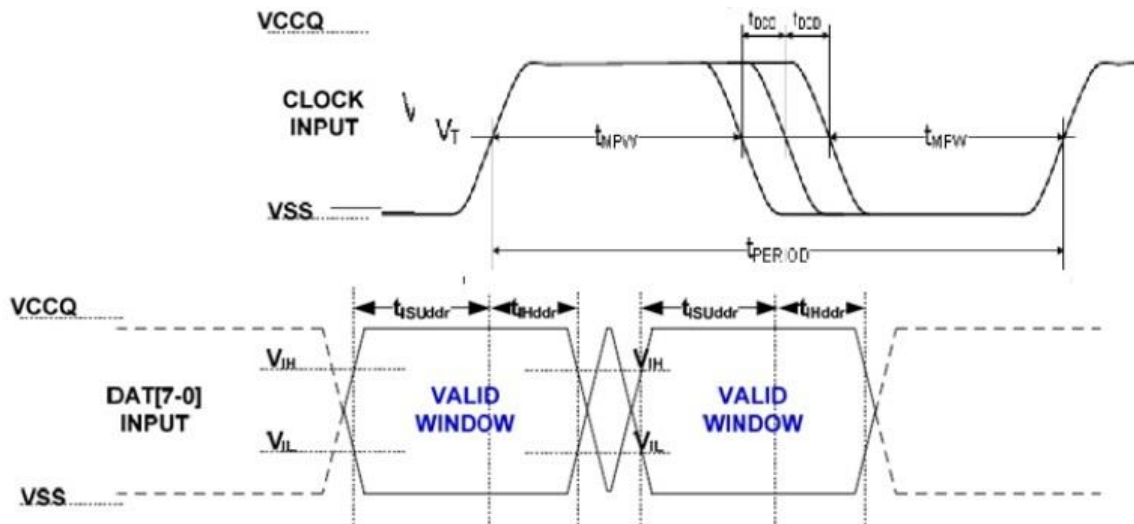 VCCQ
tDCD tDCD
CLOCK
INPUT
VT
tMPW tMPW
VSS
tPERIOD
VCCQ
tISUddr tIHddr tISUddr tIHddr
VIH VIH
DAT[7-0]
INPUT
VALID
WINDOW
VALID
WINDOW
VIL VIL
VSS